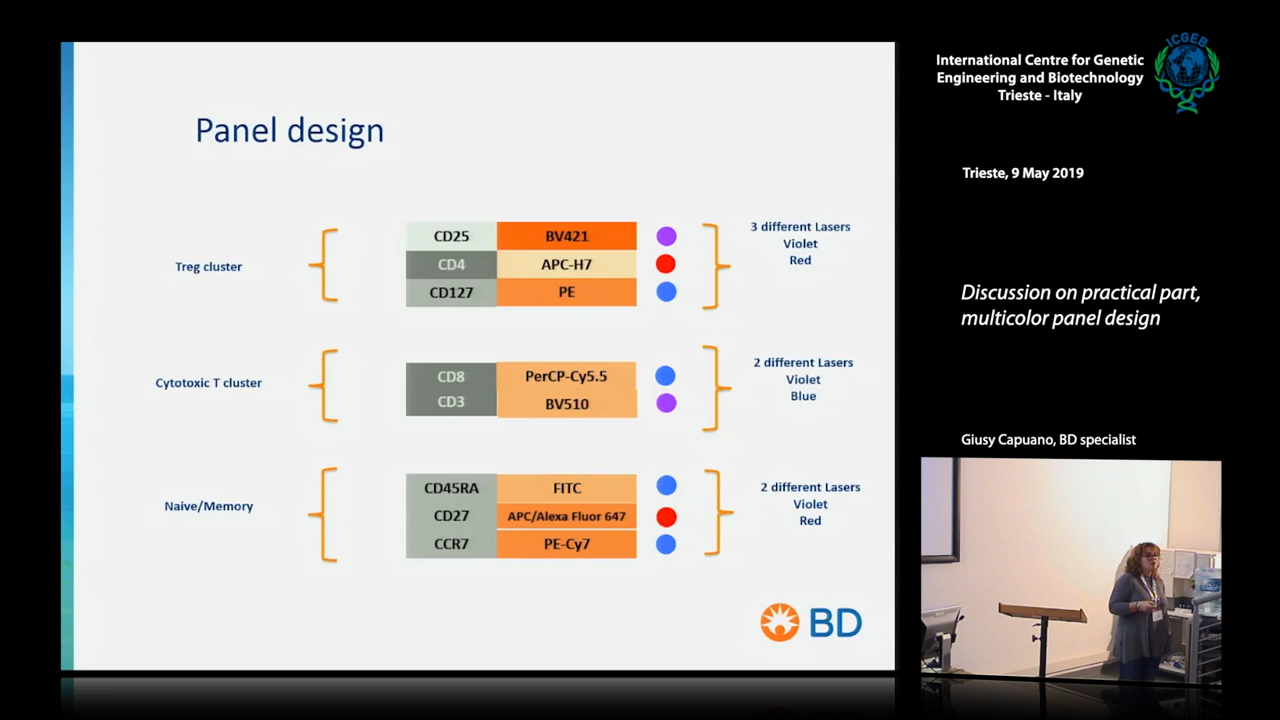 Panel design
Treg cluster
CD25 BV421
CD4 APC-H7
CD127 PE
3 different Lasers
Violet
Red
Cytotoxic T cluster
CD8 PerCP-Cy5.5
CD3 BV510
2 different Lasers
Violet
Blue
Naive/Memory
CD45RA FITC
CD27 APC/Alexa Fluor 647
CCR7 PE-Cy7
2 different Lasers
Violet
Red
BD
ICGEB
International Centre for Genetic
Engineering and Biotechnology
Trieste - Italy
Trieste, 9 May 2019
Discussion on practical part,
multicolor panel design
Giusy Capuano, BD specialist